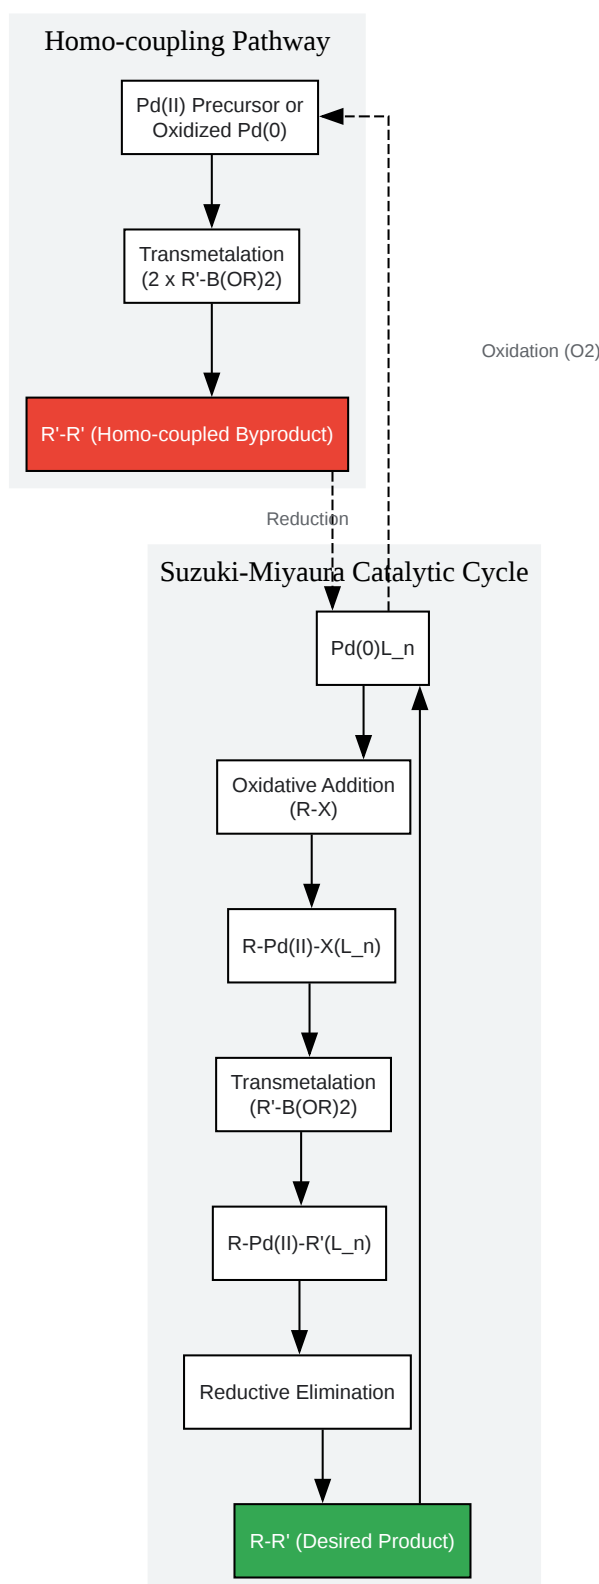 Homo-coupling Pathway
Pd(II) Precursor or
Oxidized Pd(0)
Transmetalation
(2 x R'-B(OR)2)
Oxidation (O2)
R'-R' (Homo-coupled Byproduct)
Reduction
Suzuki-Miyaura Catalytic Cycle
Pd(0)L_n
Oxidative Addition
(R-X)
R-Pd(II)-X(L_n)
Transmetalation
(R'-B(OR)2)
R-Pd(II)-R'(L_n)
Reductive Elimination
R-R' (Desired Product)